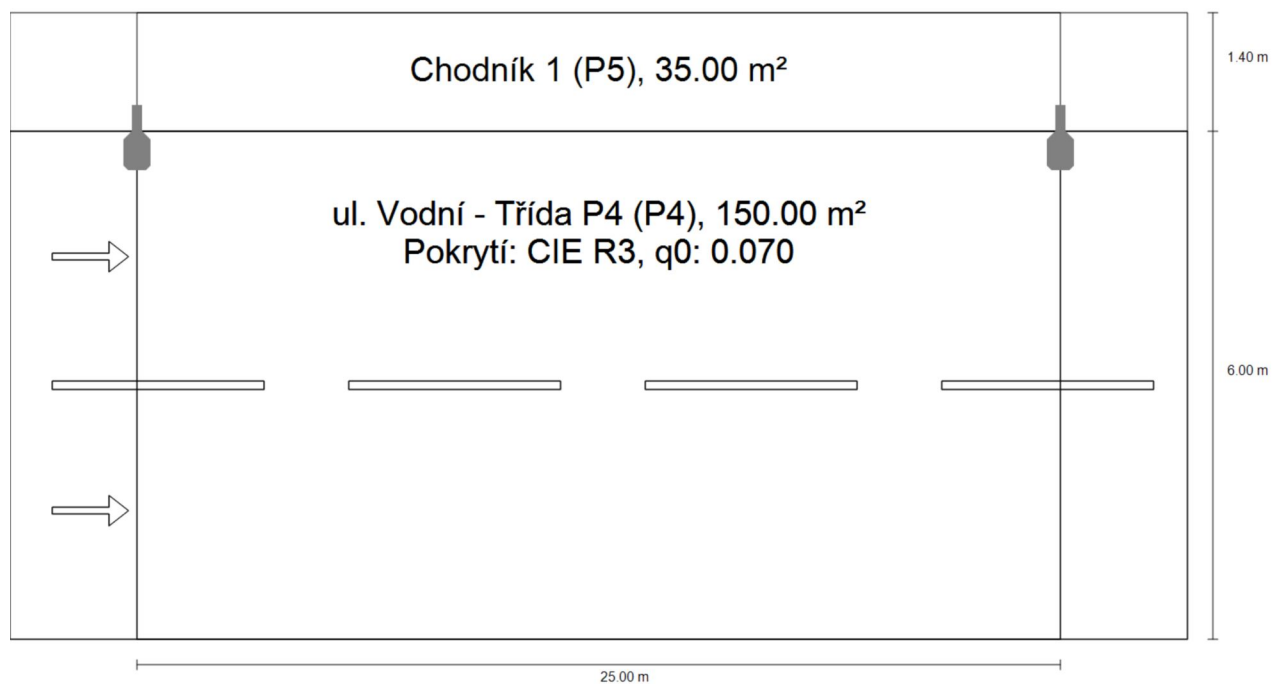 Chodník 1 (P5), 35.00 m²
1.40 m
ul. Vodní - Třída P4 (P4), 150.00 m²
Pokrytí: CIE R3, q0: 0.070
6.00 m
25.00 m